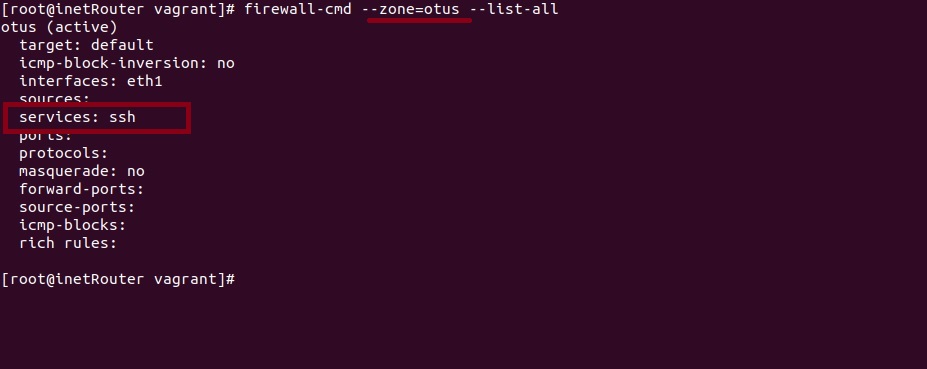 [root@inetRouter vagrant]# firewall-cmd --zone=otus --list-all
otus (active)
  target: default
  icmp-block-inversion: no
  interfaces: eth1
  sources:
  services: ssh
  ports:
  protocols:
  masquerade: no
  forward-ports:
  source-ports:
  icmp-blocks:
  rich rules:

[root@inetRouter vagrant]#